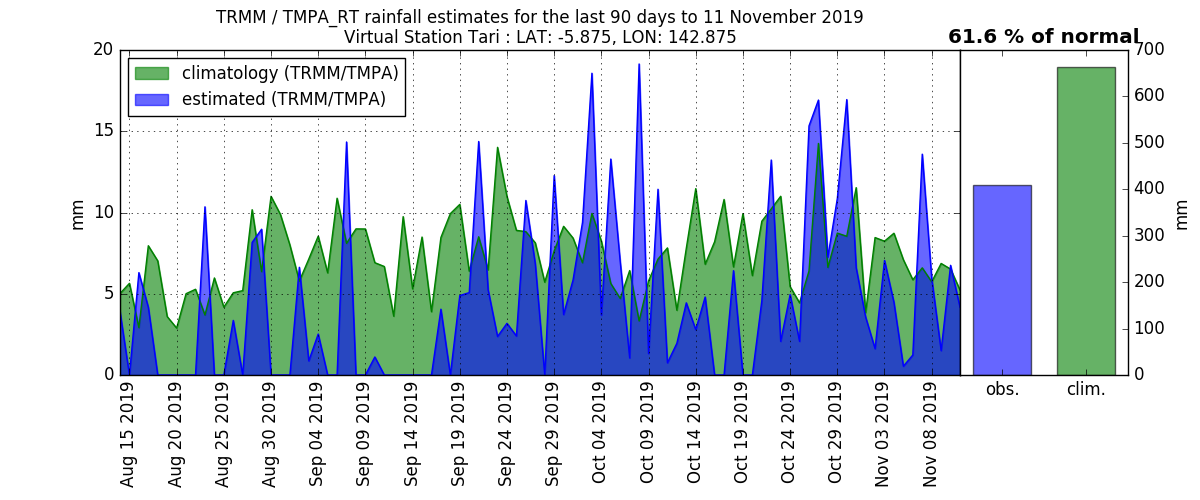 TRMM / TMPA_RT rainfall estimates for the last 90 days to 11 November 2019
Virtual Station Tari : LAT: -5.875, LON: 142.875
61.6 % of normal
climatology (TRMM/TMPA)
estimated (TRMM/TMPA)
mm
20
15
10
5
0
Aug 15 2019
Aug 20 2019
Aug 25 2019
Aug 30 2019
Sep 04 2019
Sep 09 2019
Sep 14 2019
Sep 19 2019
Sep 24 2019
Sep 29 2019
Oct 04 2019
Oct 09 2019
Oct 14 2019
Oct 19 2019
Oct 24 2019
Oct 29 2019
Nov 03 2019
Nov 08 2019
obs.
clim.
700
600
500
400
300
200
100
0
mm